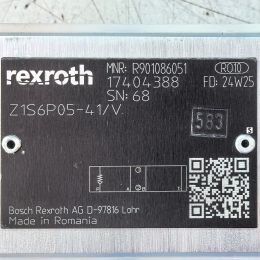 rexroth
MNR: R901086051 RO10
17404388 FD: 24W25
SN: 68
Z1S6P05-41/V
583
Bosch Rexroth AG D-97816 Lohr
Made in Romania